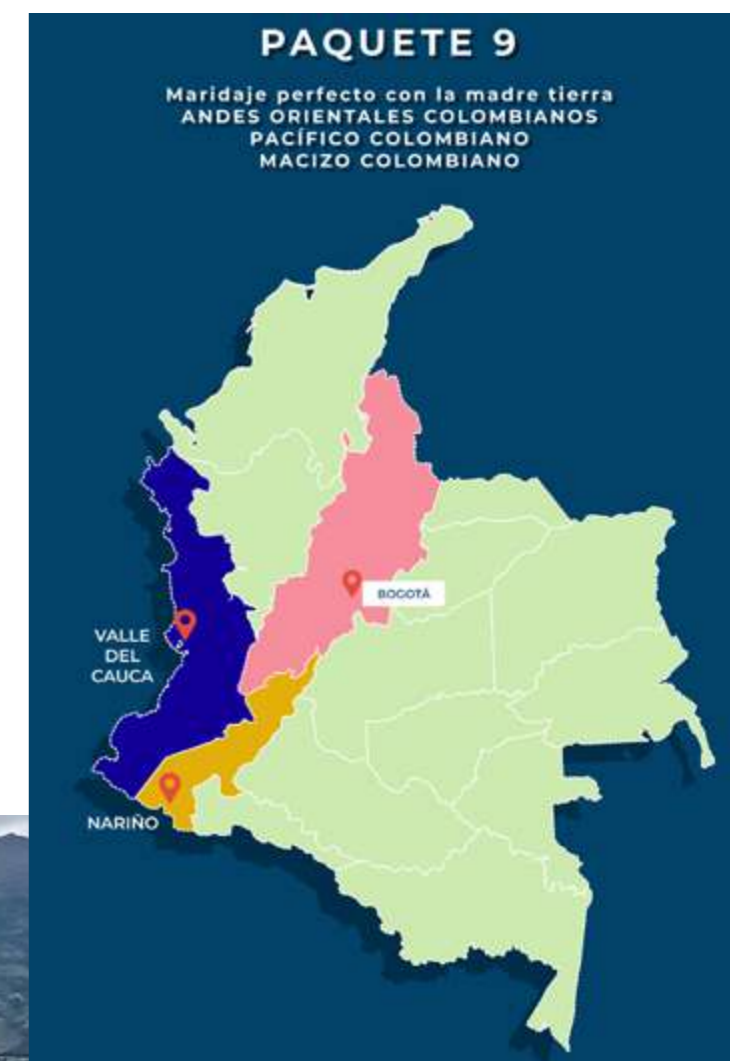 PAQUETE 9
Maridaje perfecto con la madre tierra
ANDES ORIENTALES COLOMBIANOS
PACÍFICO COLOMBIANO
MACIZO COLOMBIANO
BOGOTÁ
VALLE
DEL
CAUCA
NARIÑO